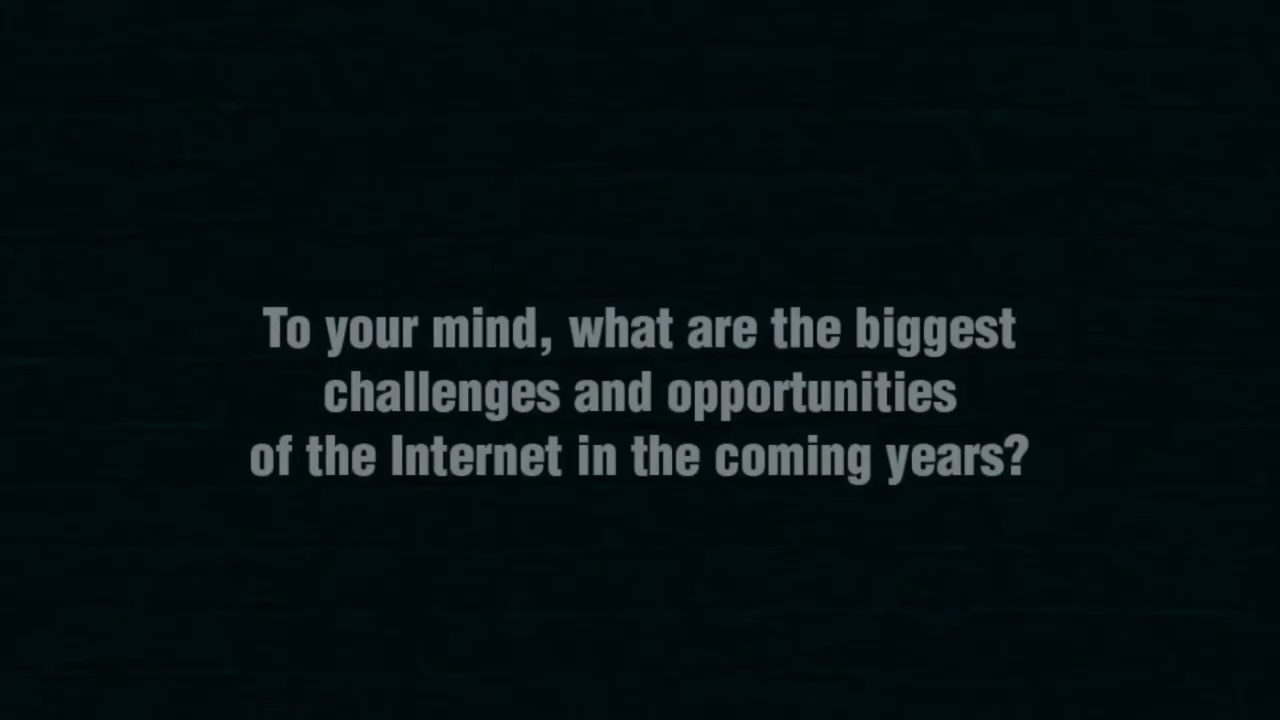 To your mind, what are the biggest
challenges and opportunities
of the Internet in the coming years?